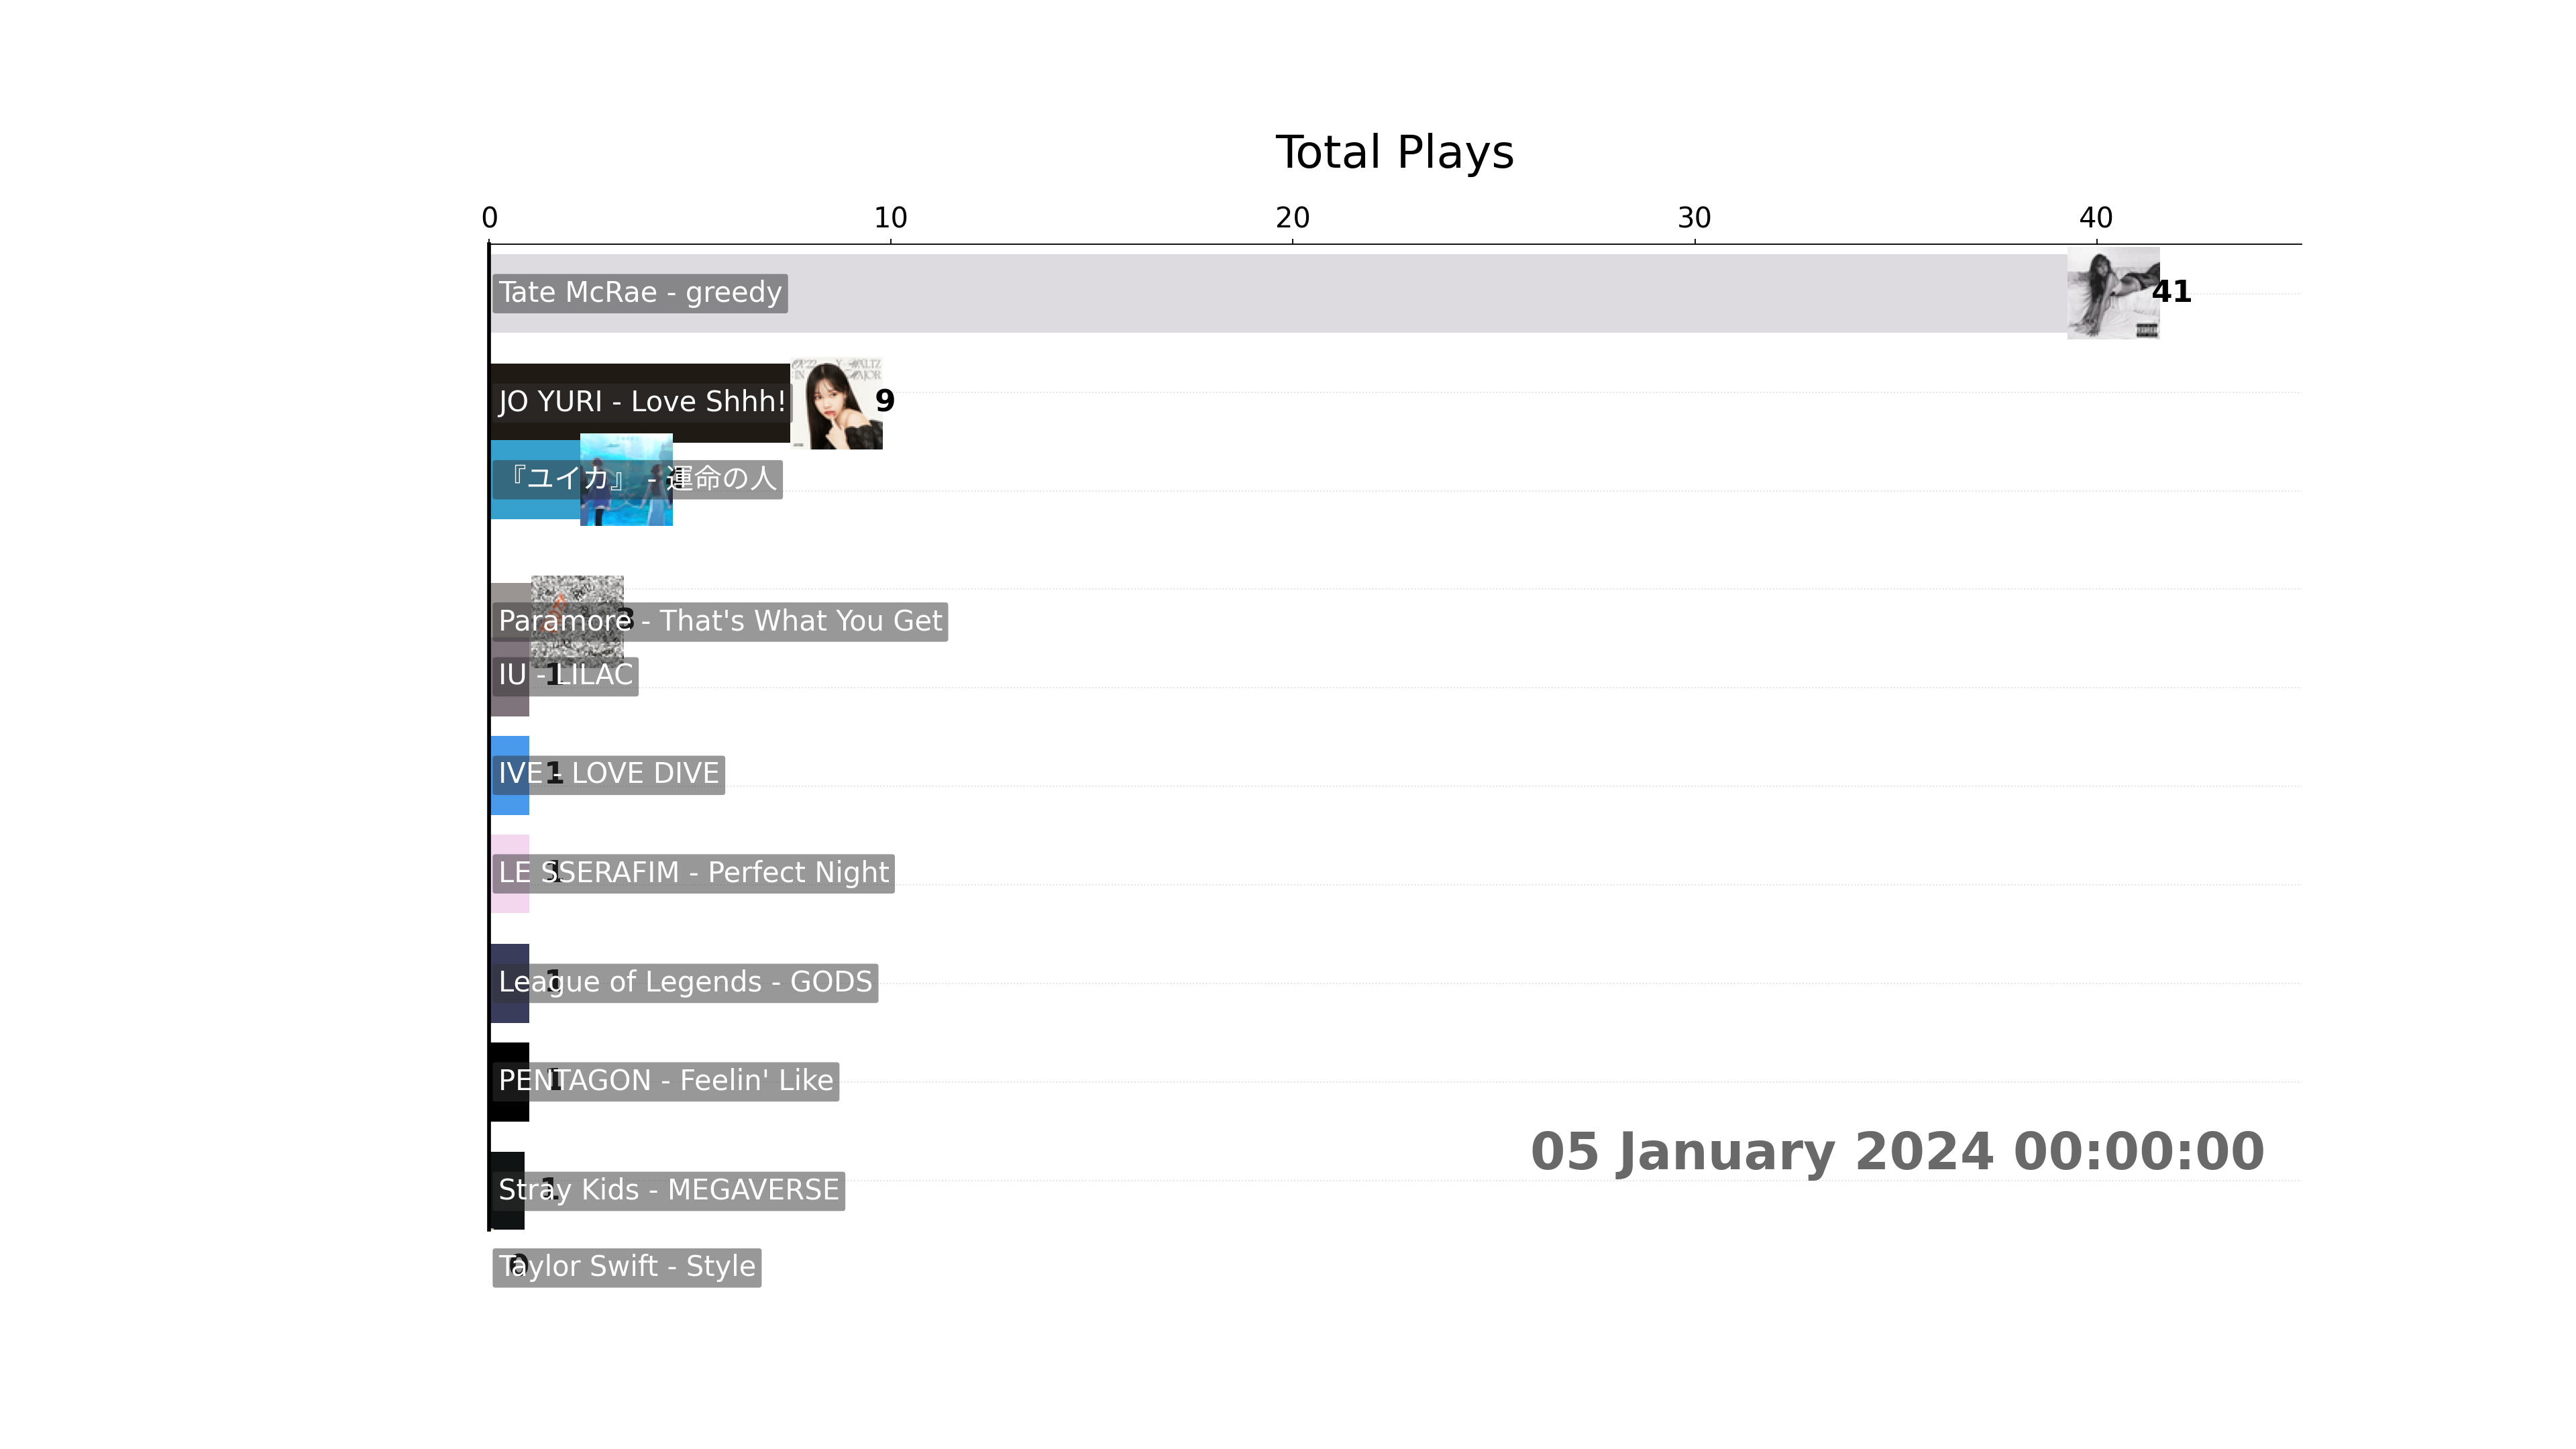 Total Plays
0 10 20 30 40
Tate McRae - greedy 41
JO YURI - Love Shhh! 9
『ユイカ』 - 運命の人
Paramore - That's What You Get 3
IU - LILAC 1
IVE - LOVE DIVE 1
LE SSERAFIM - Perfect Night 1
League of Legends - GODS 1
PENTAGON - Feelin' Like 1
Stray Kids - MEGAVERSE 1
05 January 2024 00:00:00
Taylor Swift - Style 0